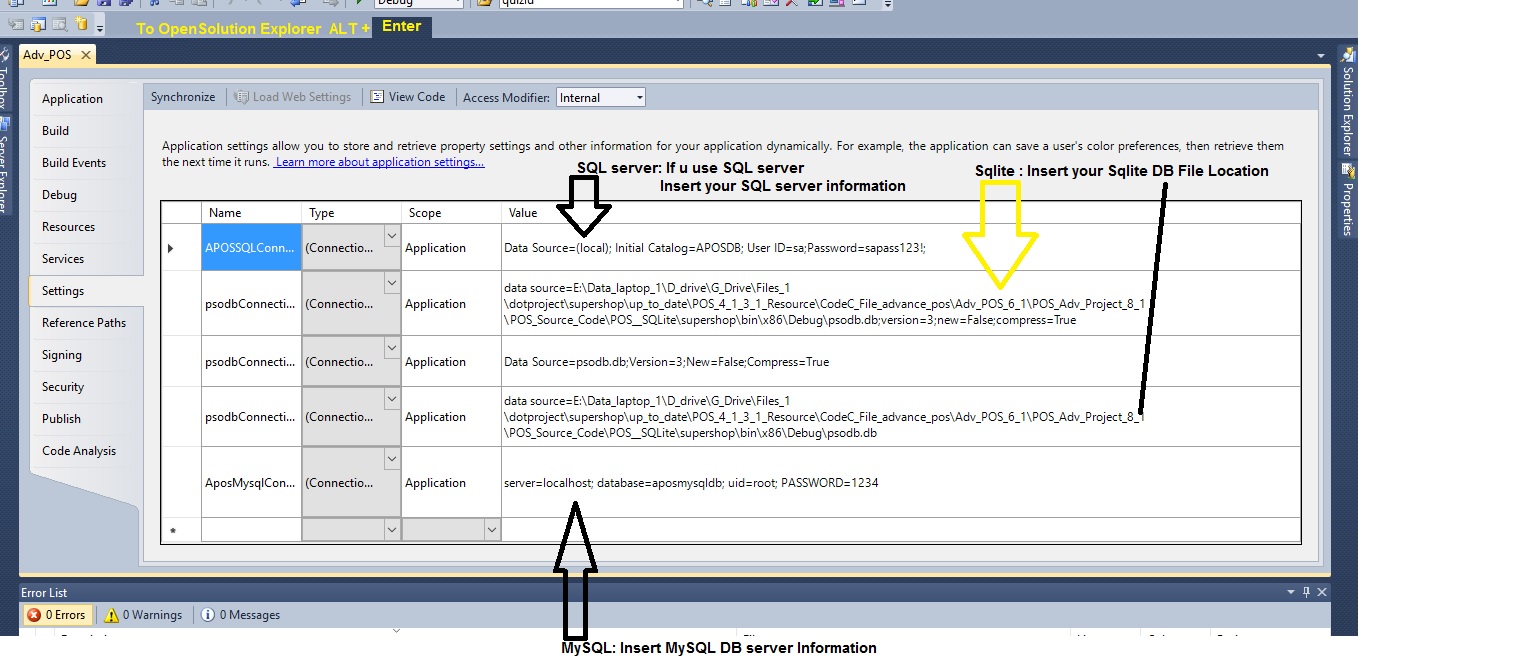 Debug
quizid
To OpenSolution Explorer ALT + Enter
Adv_POS
Toolbox
Server Explorer
Solution Explorer
Properties
Application
Build
Build Events
Debug
Resources
Services
Settings
Reference Paths
Signing
Security
Publish
Code Analysis
Synchronize Load Web Settings View Code Access Modifier: Internal
Application settings allow you to store and retrieve property settings and other information for your application dynamically. For example, the application can save a user's color preferences, then retrieve them
the next time it runs. Learn more about application settings...
SQL server: If u use SQL server
Insert your SQL server information
Sqlite : Insert your Sqlite DB File Location
Name Type Scope Value
APOSSQLConn... (Connectio... Application Data Source=(local); Initial Catalog=APOSDB; User ID=sa;Password=sapass123!;
psodbConnecti... (Connectio... Application data source=E:\Data_laptop_1\D_drive\G_Drive\Files_1
\dotproject\supershop\up_to_date\POS_4_1_3_1_Resource\CodeC_File_advance_pos\Adv_POS_6_1\POS_Adv_Project_8_1
\POS_Source_Code\POS__SQLite\supershop\bin\x86\Debug\psodb.db;version=3;new=False;compress=True
psodbConnecti... (Connectio... Application Data Source=psodb.db;Version=3;New=False;Compress=True
psodbConnecti... (Connectio... Application data source=E:\Data_laptop_1\D_drive\G_Drive\Files_1
\dotproject\supershop\up_to_date\POS_4_1_3_1_Resource\CodeC_File_advance_pos\Adv_POS_6_1\POS_Adv_Project_8_1
\POS_Source_Code\POS__SQLite\supershop\bin\x86\Debug\psodb.db
AposMysqlCon... (Connectio... Application server=localhost; database=aposmysqldb; uid=root; PASSWORD=1234
Error List
0 Errors 0 Warnings 0 Messages
MySQL: Insert MySQL DB server Information